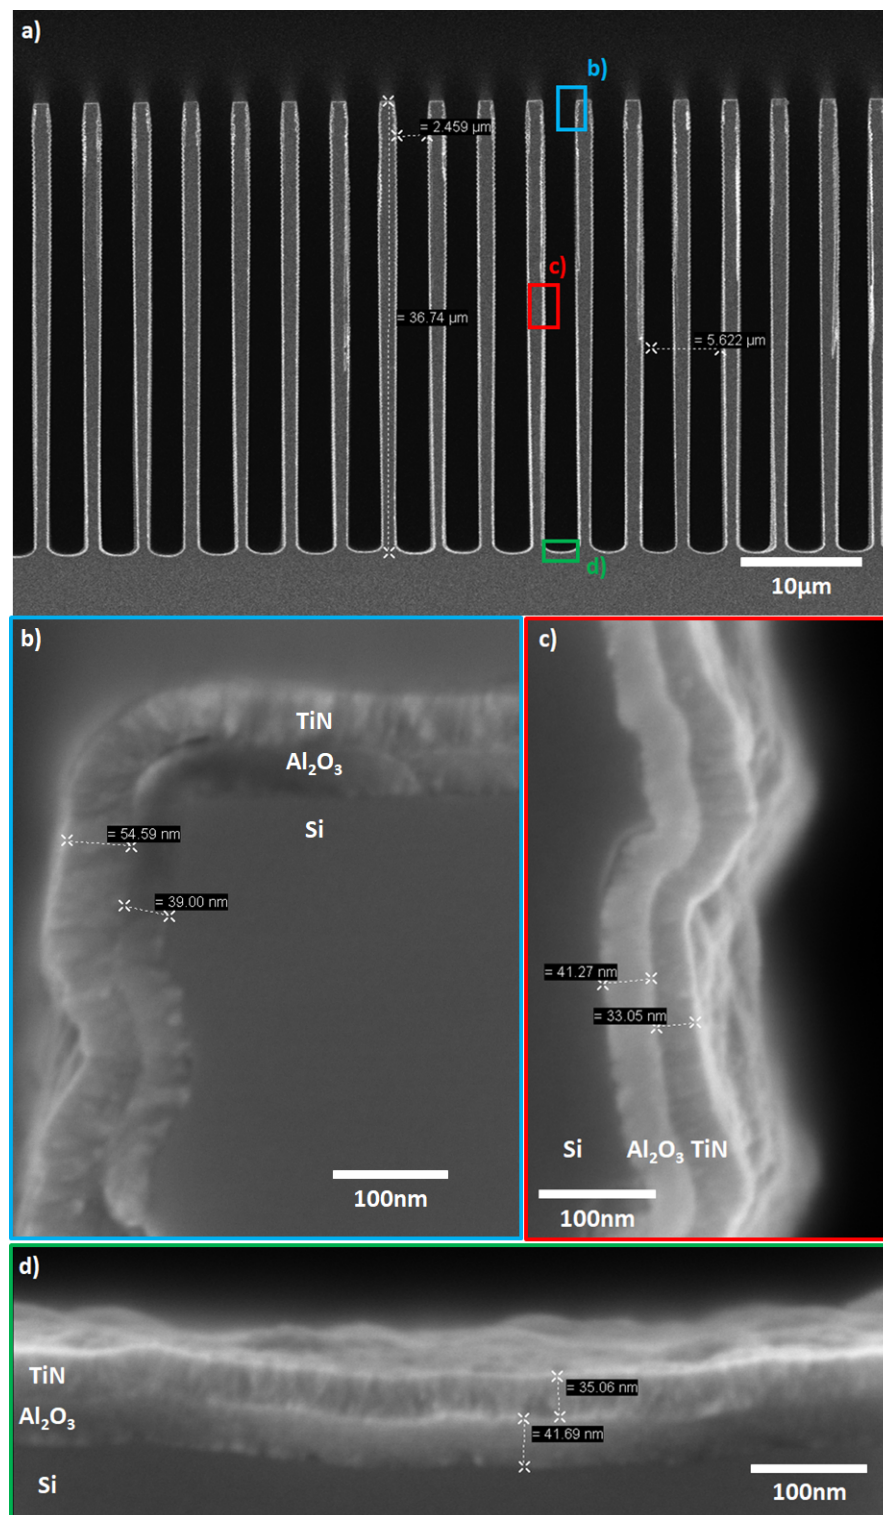 a)
b)
= 2.459 µm
c)
= 36.74 µm
= 5.622 µm
d)
10µm
b)
TiN
Al₂O₃
Si
= 54.59 nm
= 39.00 nm
100nm
c)
= 41.27 nm
= 33.05 nm
Si Al₂O₃ TiN
100nm
d)
TiN
= 35.06 nm
Al₂O₃
= 41.69 nm
Si
100nm